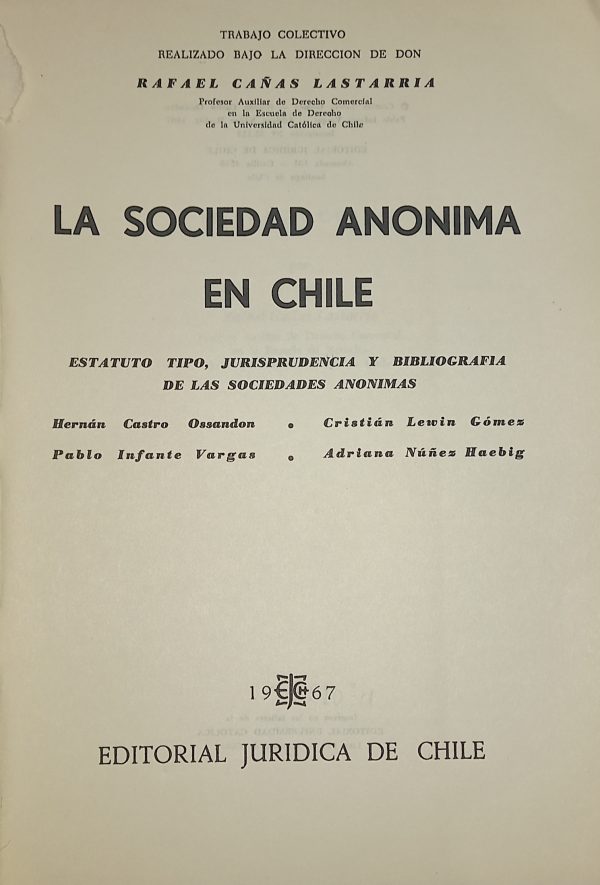 TRABAJO COLECTIVO
REALIZADO BAJO LA DIRECCION DE DON
RAFAEL CAÑAS LASTARRIA
Profesor Auxiliar de Derecho Comercial
en la Escuela de Derecho
de la Universidad Católica de Chile
LA SOCIEDAD ANONIMA
EN CHILE
ESTATUTO TIPO, JURISPRUDENCIA Y BIBLIOGRAFIA
DE LAS SOCIEDADES ANONIMAS
Hernán Castro Ossandon • Cristián Lewin Gómez
Pablo Infante Vargas • Adriana Núñez Haebig
19 EJCH 67
EDITORIAL JURIDICA DE CHILE